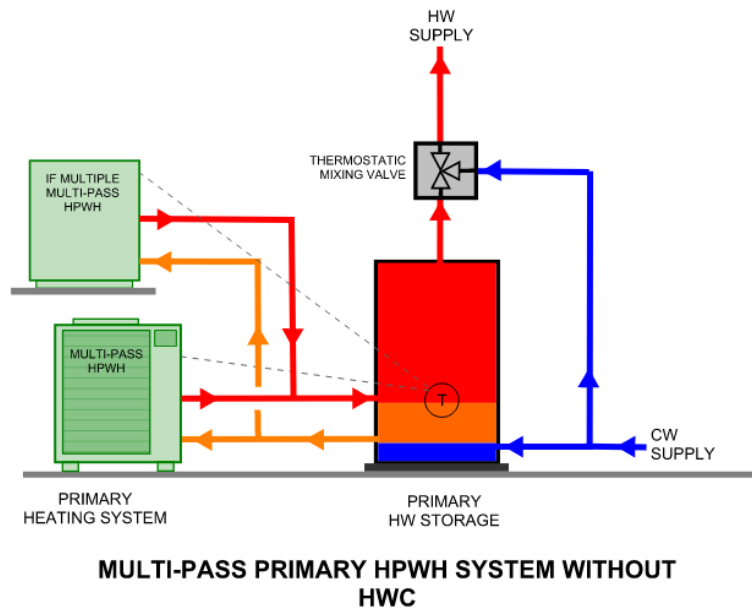 HW
SUPPLY
THERMOSTATIC
MIXING VALVE
IF MULTIPLE
MULTI-PASS
HPWH
MULTI-PASS
HPWH
T
CW
SUPPLY
PRIMARY
HEATING SYSTEM
PRIMARY
HW STORAGE
MULTI-PASS PRIMARY HPWH SYSTEM WITHOUT
HWC